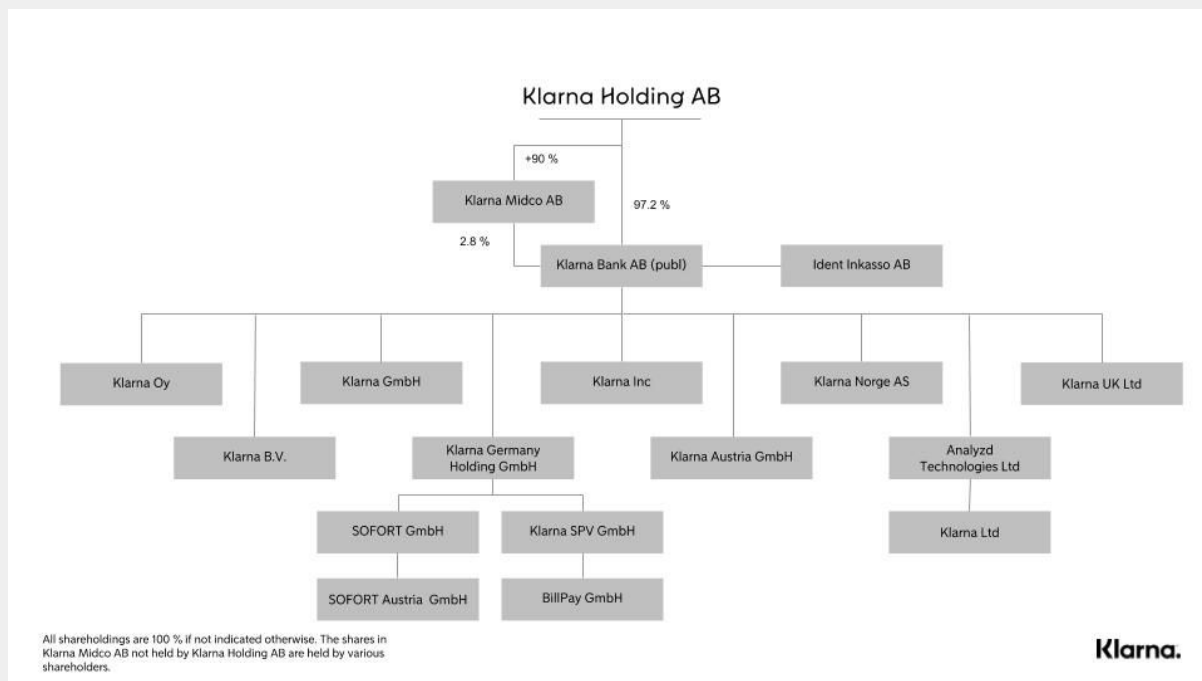 Klarna Holding AB
+90 %
Klarna Midco AB
97.2 %
2.8 %
Klarna Bank AB (publ)
Ident Inkasso AB
Klarna Oy
Klarna GmbH
Klarna Inc
Klarna Norge AS
Klarna UK Ltd
Klarna B.V.
Klarna Germany
Holding GmbH
Klarna Austria GmbH
Analyzd
Technologies Ltd
SOFORT GmbH
Klarna SPV GmbH
Klarna Ltd
SOFORT Austria GmbH
BillPay GmbH
All shareholdings are 100 % if not indicated otherwise. The shares in
Klarna Midco AB not held by Klarna Holding AB are held by various
shareholders.
Klarna.